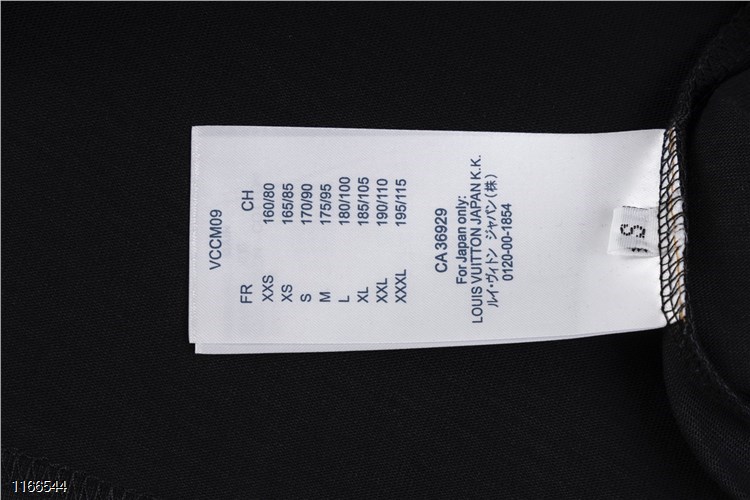 VCCM09
FR CH
XXS 160/80
XS 165/85
S 170/90
M 175/95
L 180/100
XL 185/105
XXL 190/110
XXXL 195/115
CA 36929
For Japan only:
LOUIS VUITTON JAPAN K.K.
ルイ・ヴィトン ジャパン(株)
0120-00-1854
S
1166544